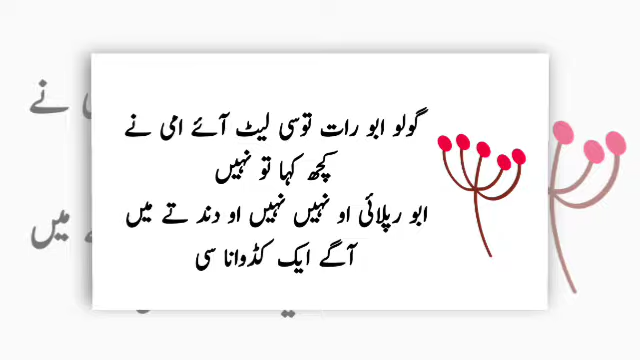 گولو ابو رات توسی لیٹ آئے امی نے
کچھ کہا تو نہیں
ابو رپلائی او نہیں نہیں او دند تے میں
آگے ایک کڈوانا سی